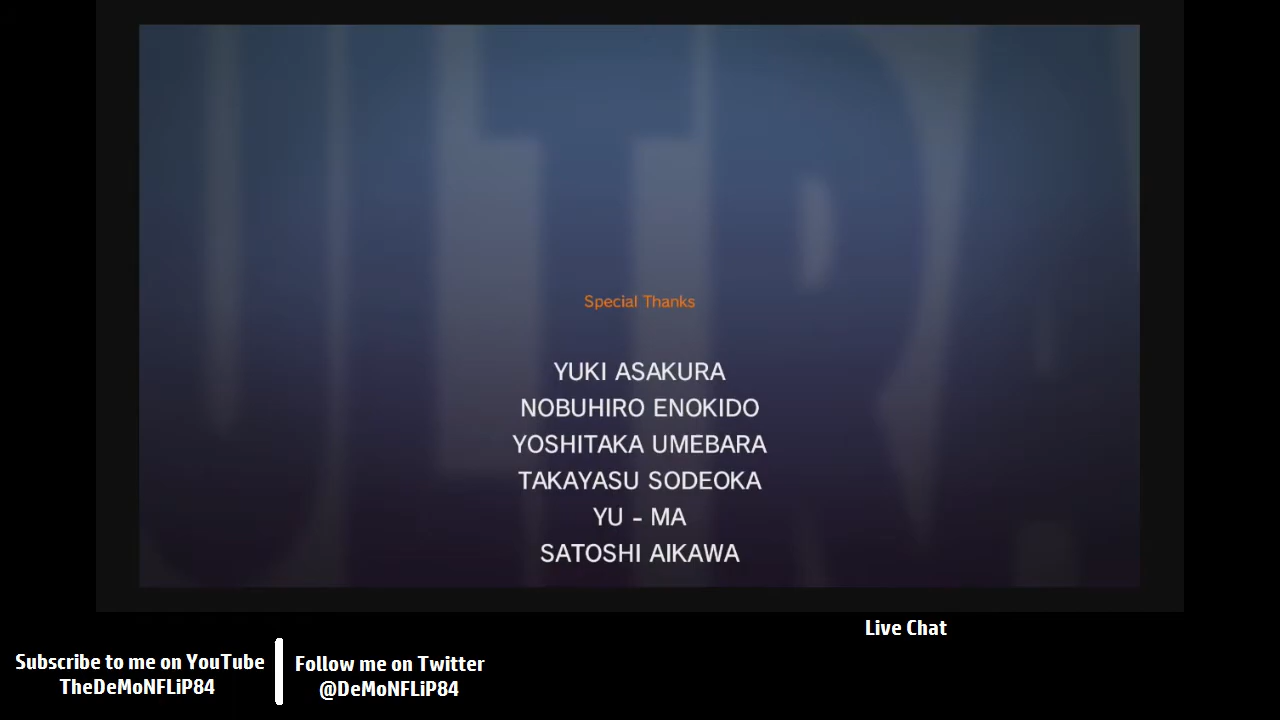 ULTRA
Special Thanks
YUKI ASAKURA
NOBUHIRO ENOKIDO
YOSHITAKA UMEBARA
TAKAYASU SODEOKA
YU - MA
SATOSHI AIKAWA
Live Chat
Subscribe to me on YouTube
TheDeMoNFLiP84
Follow me on Twitter
@DeMoNFLiP84